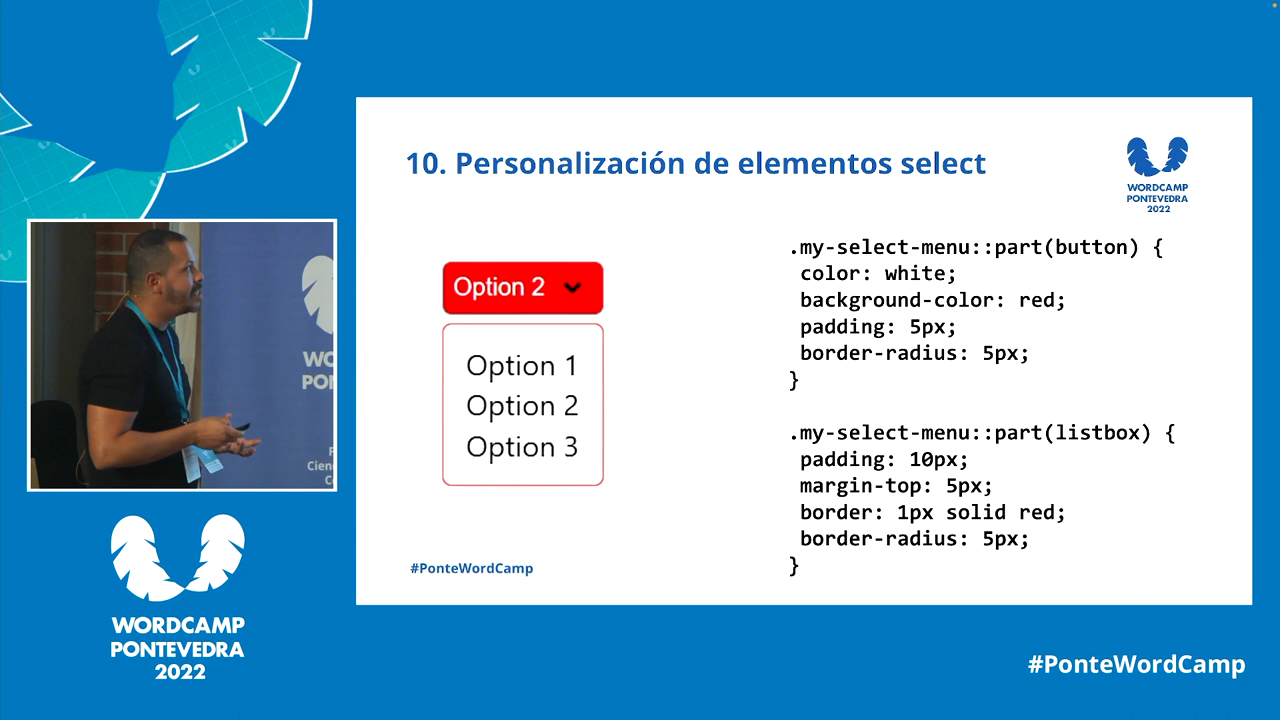 10. Personalización de elementos select
WORDCAMP
PONTEVEDRA
2022
Option 2
Option 1
Option 2
Option 3
.my-select-menu::part(button) {
color: white;
background-color: red;
padding: 5px;
border-radius: 5px;
}
.my-select-menu::part(listbox) {
padding: 10px;
margin-top: 5px;
border: 1px solid red;
border-radius: 5px;
}
#PonteWordCamp
WORDCAMP
PONTEVEDRA
2022
#PonteWordCamp